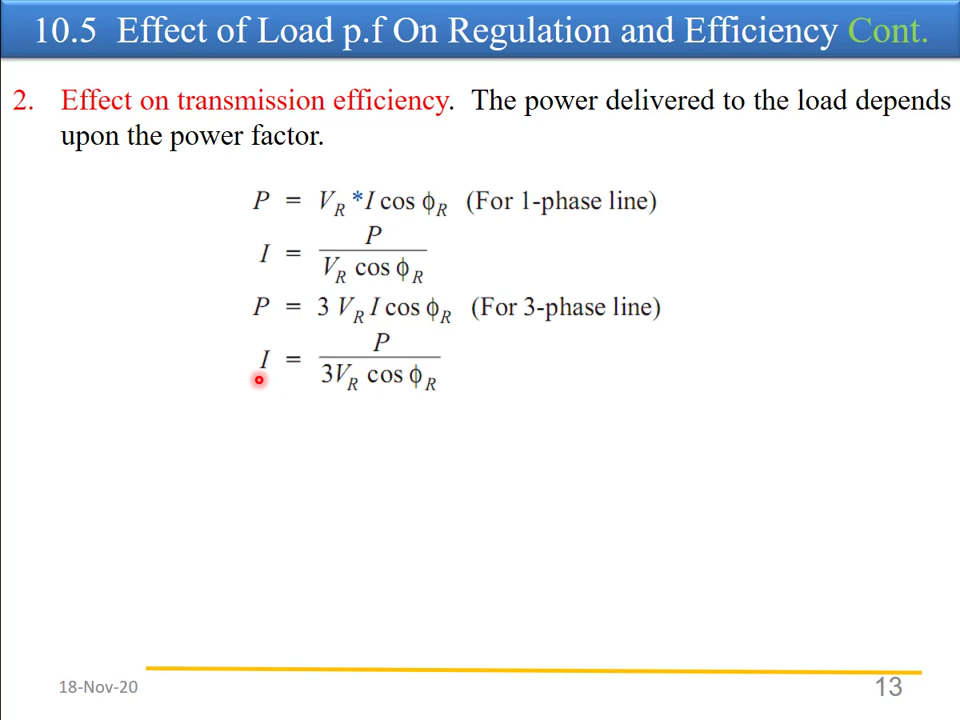 10.5 Effect of Load p.f On Regulation and Efficiency Cont.
2. Effect on transmission efficiency. The power delivered to the load depends
upon the power factor.
P = V_R *I cos ϕ_R (For 1-phase line)
I = P / V_R cos ϕ_R
P = 3 V_R I cos ϕ_R (For 3-phase line)
I = P / 3V_R cos ϕ_R
18-Nov-20
13